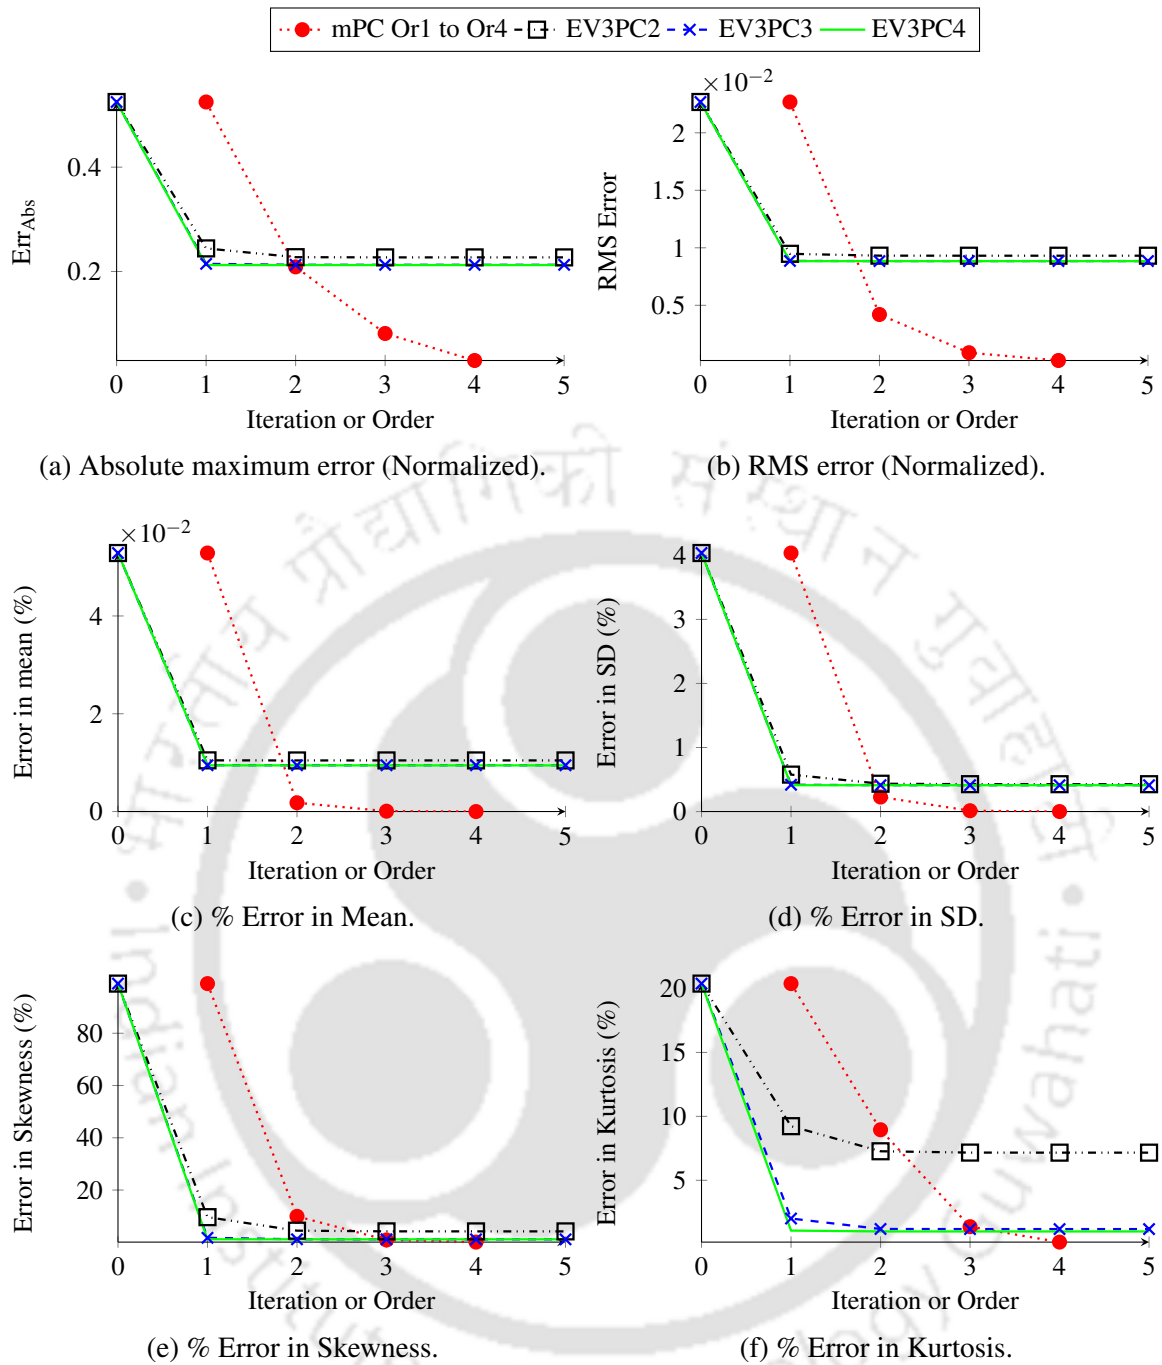 mPC Or1 to Or4 EV3PC2 EV3PC3 EV3PC4
×10−2
0.4
0.2
ErrAbs
0 1 2 3 4 5
Iteration or Order
(a) Absolute maximum error (Normalized).
2
1.5
1
0.5
RMS Error
0 1 2 3 4 5
Iteration or Order
(b) RMS error (Normalized).
×10−2
4
2
0
Error in mean (%)
0 1 2 3 4 5
Iteration or Order
(c) % Error in Mean.
4
3
2
1
0
Error in SD (%)
0 1 2 3 4 5
Iteration or Order
(d) % Error in SD.
80
60
40
20
Error in Skewness (%)
0 1 2 3 4 5
Iteration or Order
(e) % Error in Skewness.
20
15
10
5
Error in Kurtosis (%)
0 1 2 3 4 5
Iteration or Order
(f) % Error in Kurtosis.
Indian Institute
ology Guwahati